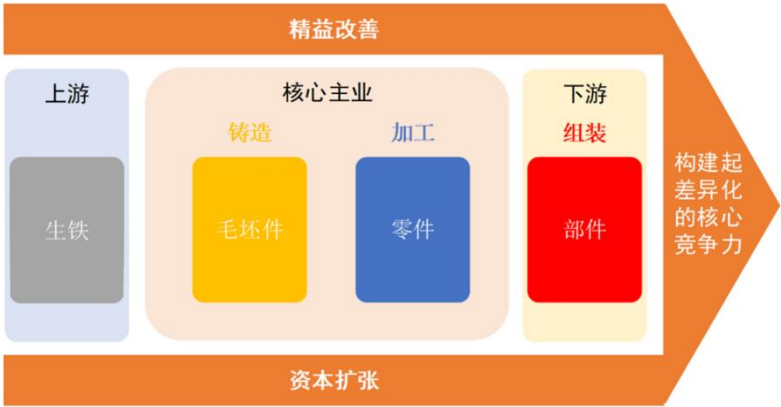 精益改善
上游
核心主业
下游
铸造
加工
组装
生铁
毛坯件
零件
部件
构建起
差异化
的核心
竞争力
资本扩张